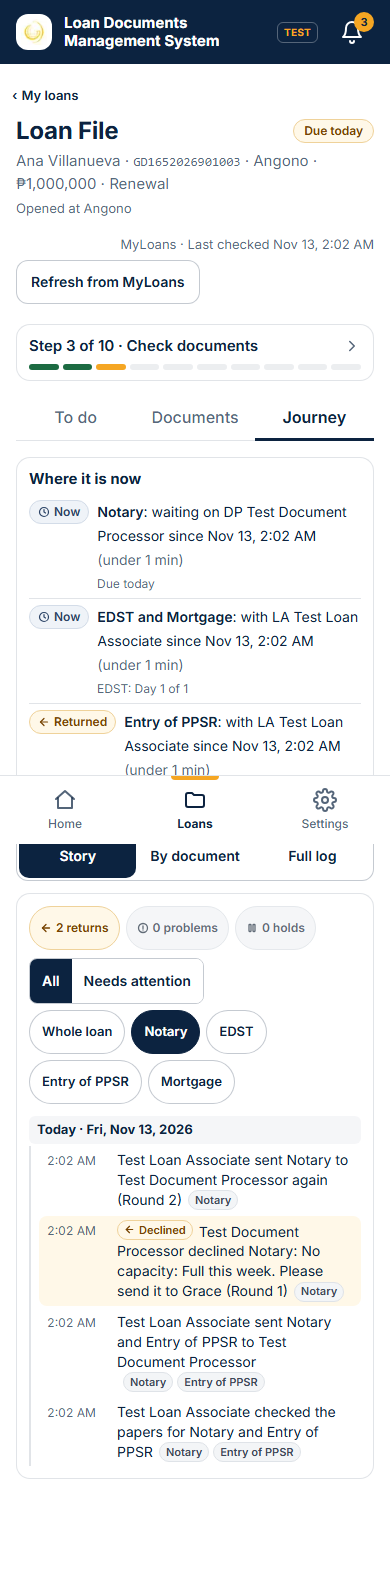 Loan Documents
Management System
TEST
3
‹ My loans
Loan File
Due today
Ana Villanueva · GD1652026901003 · Angono ·
₱1,000,000 · Renewal
Opened at Angono
MyLoans · Last checked Nov 13, 2:02 AM
Refresh from MyLoans
Step 3 of 10 · Check documents
To do
Documents
Journey
Where it is now
Now
Notary: waiting on DP Test Document
Processor since Nov 13, 2:02 AM
(under 1 min)
Due today
Now
EDST and Mortgage: with LA Test Loan
Associate since Nov 13, 2:02 AM
(under 1 min)
EDST: Day 1 of 1
← Returned
Entry of PPSR: with LA Test Loan
Associate since Nov 13, 2:02 AM
(under 1 min)
Home
Loans
Settings
Story
By document
Full log
← 2 returns
0 problems
0 holds
All
Needs attention
Whole loan
Notary
EDST
Entry of PPSR
Mortgage
Today · Fri, Nov 13, 2026
2:02 AM
Test Loan Associate sent Notary to
Test Document Processor again
(Round 2) Notary
2:02 AM
← Declined Test Document
Processor declined Notary: No
capacity: Full this week. Please
send it to Grace (Round 1) Notary
2:02 AM
Test Loan Associate sent Notary
and Entry of PPSR to Test
Document Processor
Notary Entry of PPSR
2:02 AM
Test Loan Associate checked the
papers for Notary and Entry of
PPSR Notary Entry of PPSR